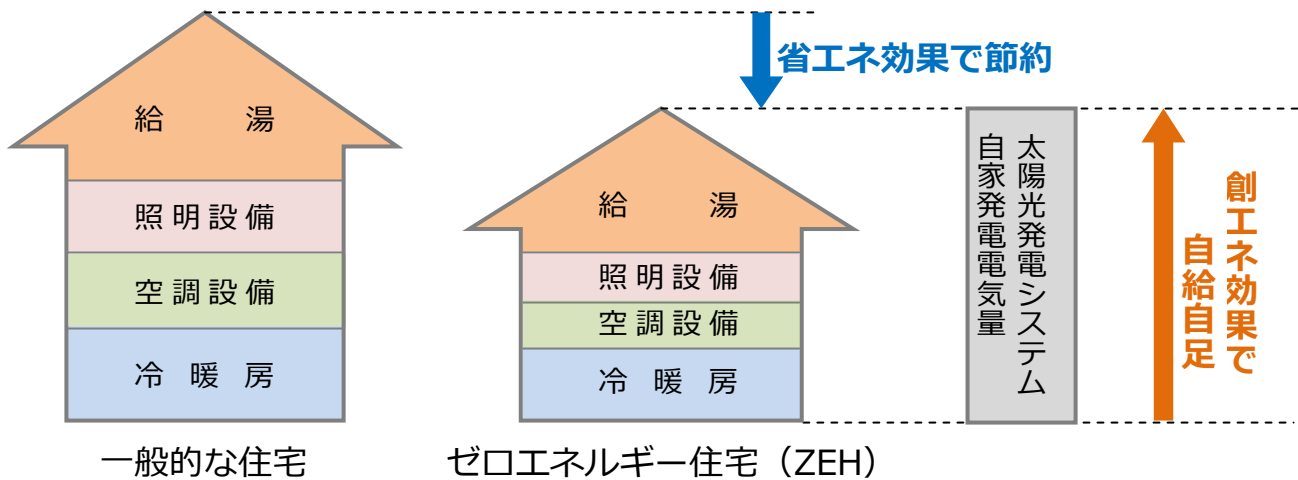 省エネ効果で節約
給 湯
照明設備
空調設備
冷暖房
一般的な住宅
給 湯
照明設備
空調設備
冷暖房
ゼロエネルギー住宅（ZEH）
太陽光発電システム
自家発電電気量
創エネ効果で
自給自足